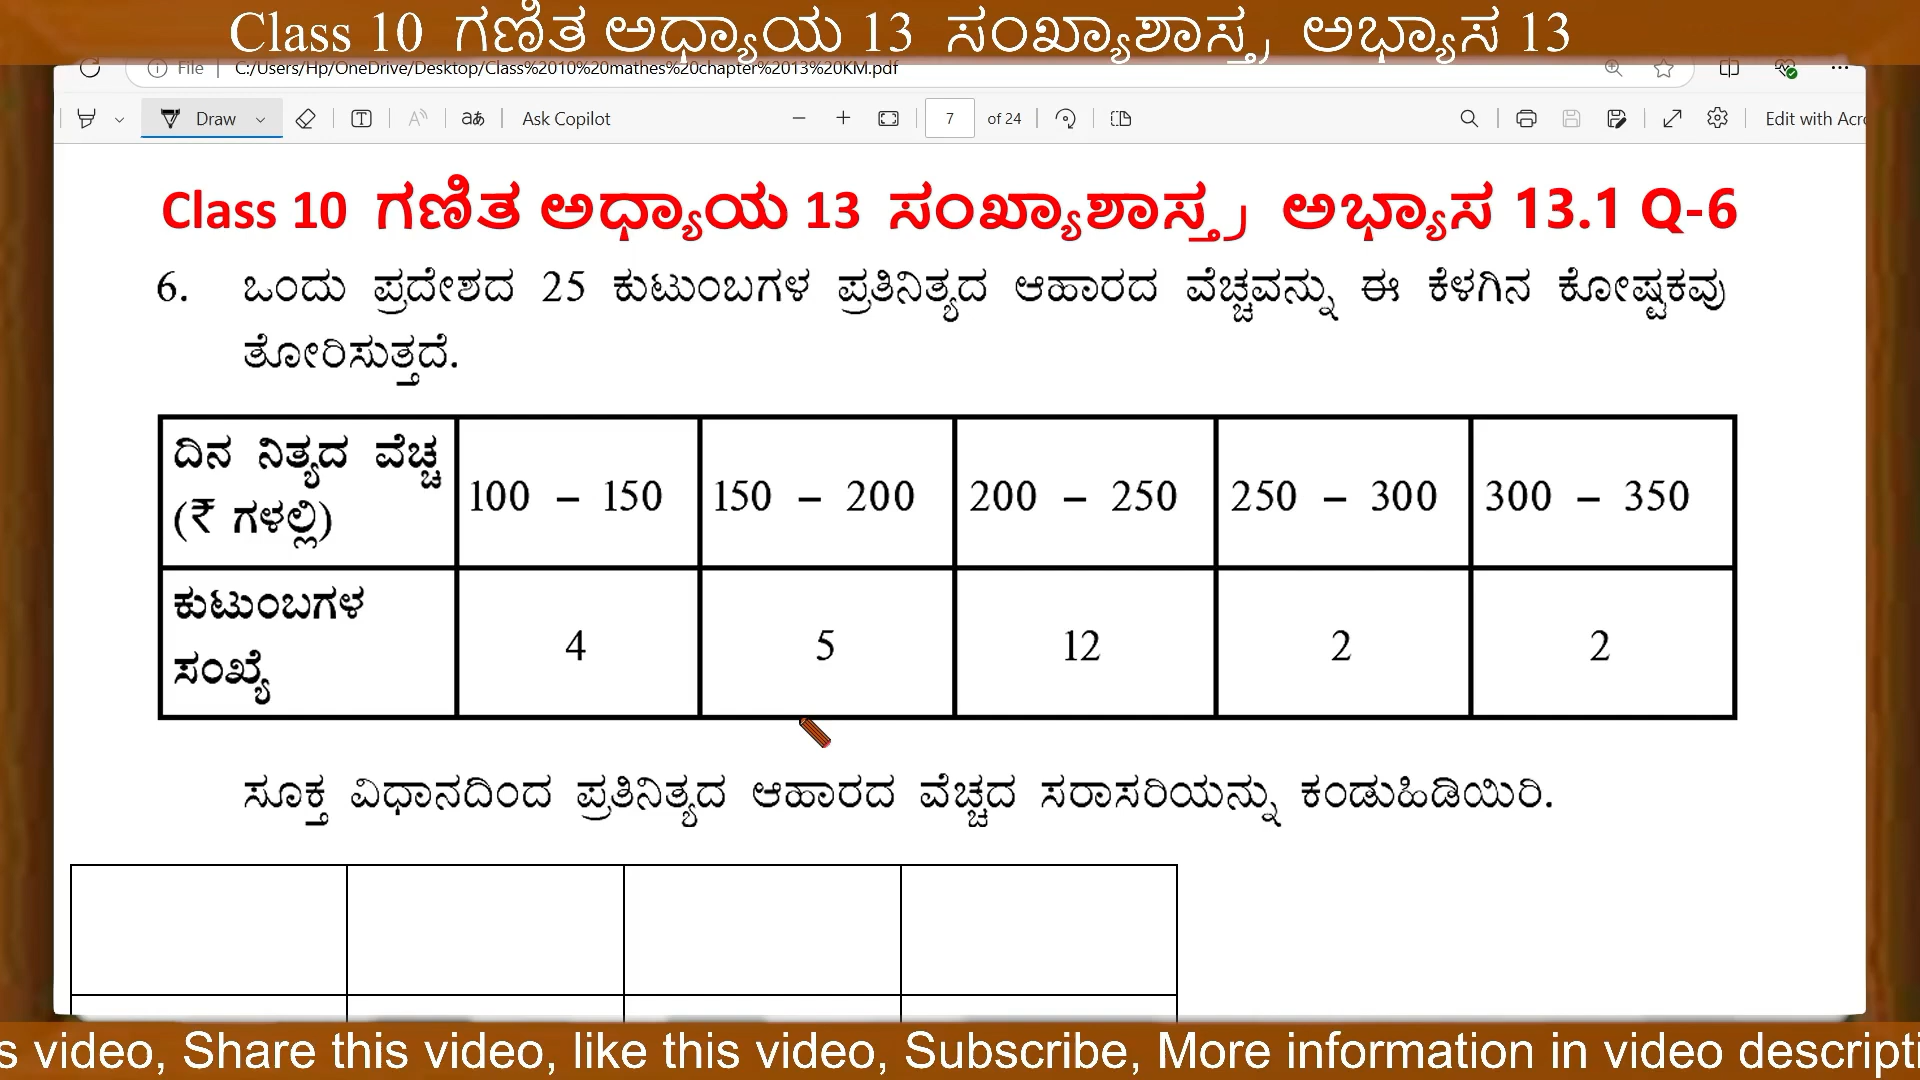 Class 10 ಗಣಿತ ಅಧ್ಯಾಯ 13 ಸಂಖ್ಯಾಶಾಸ್ತ್ರ ಅಭ್ಯಾಸ 13
File C:/Users/Hp/OneDrive/Desktop/Class%2010%20mathes%20chapter%2013%20KM.pdf
Draw Ask Copilot 7 of 24 Edit with Acro
Class 10 ಗಣಿತ ಅಧ್ಯಾಯ 13 ಸಂಖ್ಯಾಶಾಸ್ತ್ರ ಅಭ್ಯಾಸ 13.1 Q-6
6. ಒಂದು ಪ್ರದೇಶದ 25 ಕುಟುಂಬಗಳ ಪ್ರತಿನಿತ್ಯದ ಆಹಾರದ ವೆಚ್ಚವನ್ನು ಈ ಕೆಳಗಿನ ಕೋಷ್ಟಕವು
ತೋರಿಸುತ್ತದೆ.
ದಿನ ನಿತ್ಯದ ವೆಚ್ಚ
(₹ ಗಳಲ್ಲಿ)
100 – 150 150 – 200 200 – 250 250 – 300 300 – 350
ಕುಟುಂಬಗಳ
ಸಂಖ್ಯೆ
4 5 12 2 2
ಸೂಕ್ತ ವಿಧಾನದಿಂದ ಪ್ರತಿನಿತ್ಯದ ಆಹಾರದ ವೆಚ್ಚದ ಸರಾಸರಿಯನ್ನು ಕಂಡುಹಿಡಿಯಿರಿ.
s video, Share this video, like this video, Subscribe, More information in video descripti